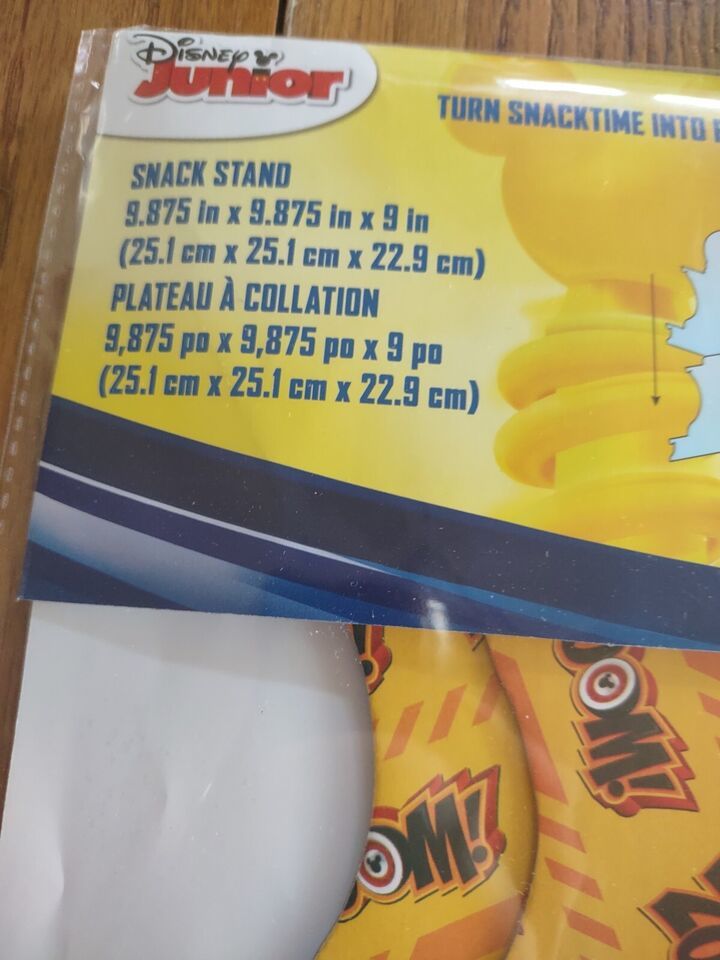 DISNEY
Junior
TURN SNACKTIME INTO
SNACK STAND
9.875 in x 9.875 in x 9 in
(25.1 cm x 25.1 cm x 22.9 cm)
PLATEAU À COLLATION
9,875 po x 9,875 po x 9 po
(25.1 cm x 25.1 cm x 22.9 cm)
OOM!